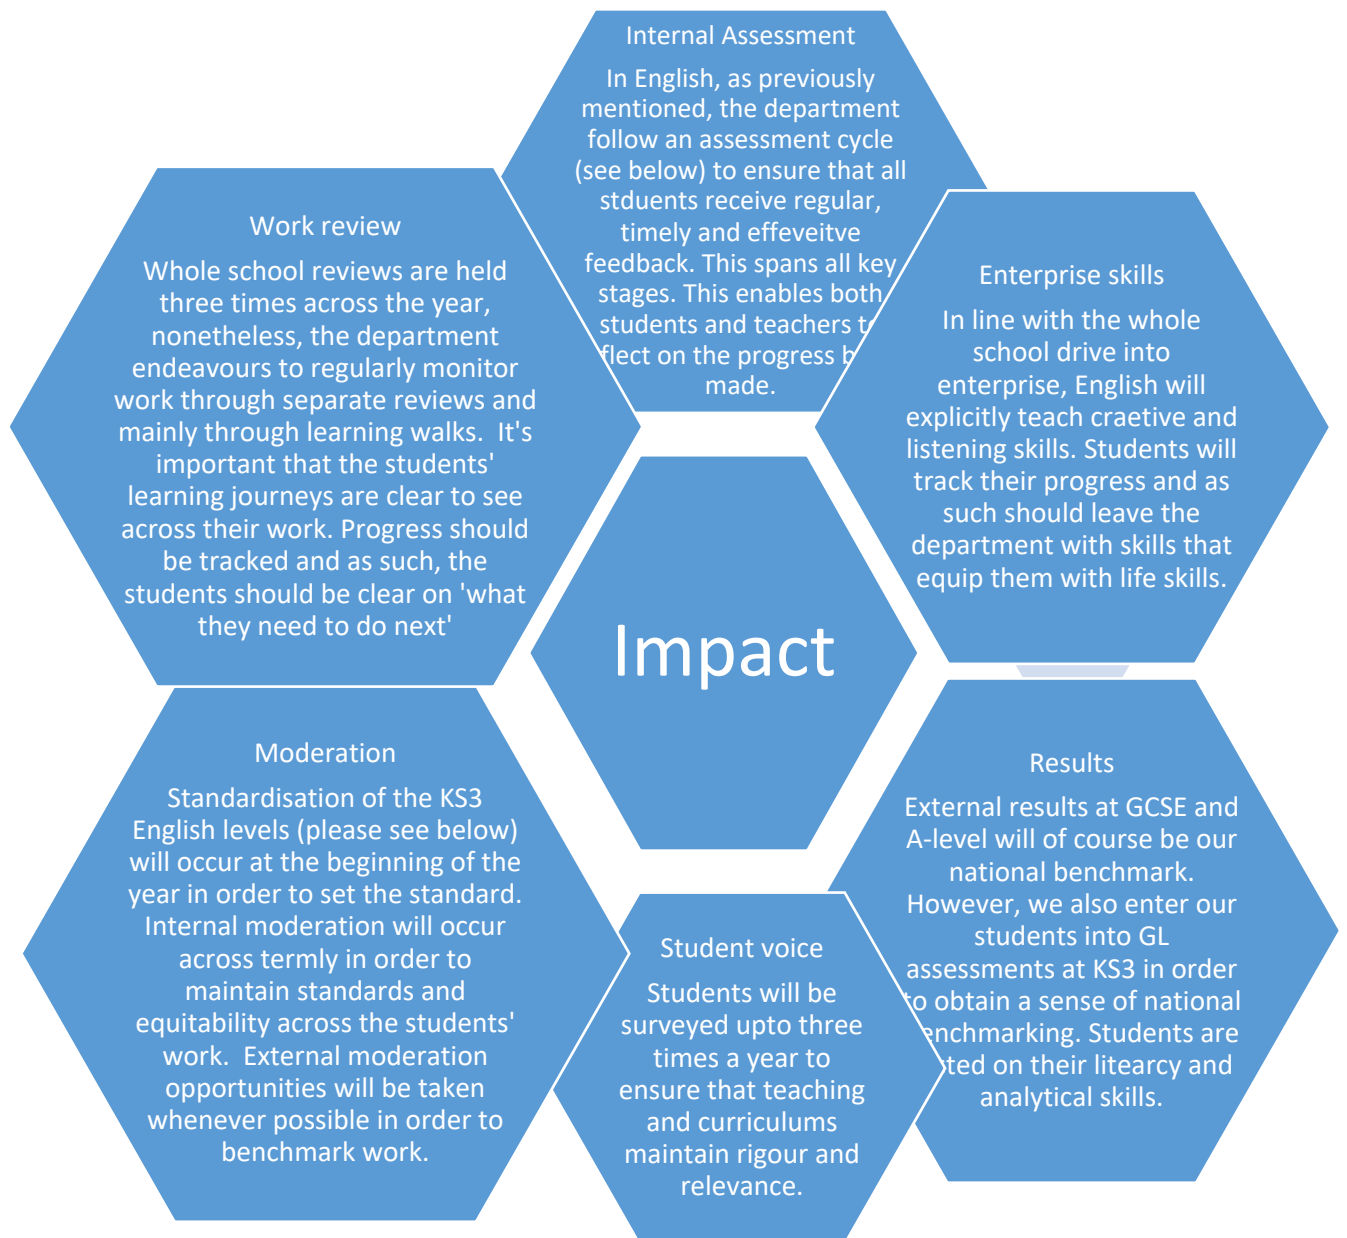 Internal Assessment
In English, as previously
mentioned, the department
follow an assessment cycle
(see below) to ensure that all
stduents receive regular,
timely and effeveitve
feedback. This spans all key
stages. This enables both
students and teachers
flect on the progress
made.
Enterprise skills
In line with the whole
school drive into
enterprise, English will
explicitly teach craetive and
listening skills. Students will
track their progress and as
such should leave the
department with skills that
equip them with life skills.
Results
External results at GCSE and
A-level will of course be our
national benchmark.
However, we also enter our
students into GL
assessments at KS3 in order
to obtain a sense of national
enchmarking. Students are
ted on their litearcy and
analytical skills.
Student voice
Students will be
surveyed upto three
times a year to
ensure that teaching
and curriculums
maintain rigour and
relevance.
Moderation
Standardisation of the KS3
English levels (please see below)
will occur at the beginning of the
year in order to set the standard.
Internal moderation will occur
across termly in order to
maintain standards and
equitability across the students'
work.  External moderation
opportunities will be taken
whenever possible in order to
benchmark work.
Work review
Whole school reviews are held
three times across the year,
nonetheless, the department
endeavours to regularly monitor
work through separate reviews and
mainly through learning walks.  It's
important that the students'
learning journeys are clear to see
across their work. Progress should
be tracked and as such, the
students should be clear on 'what
they need to do next'
Impact